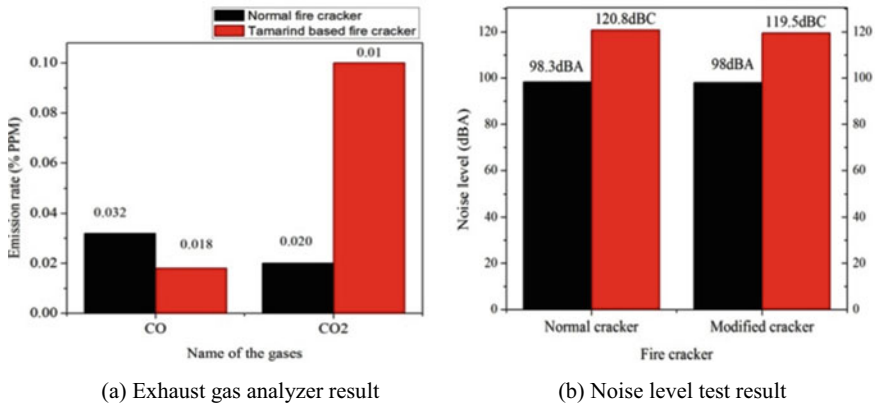 Normal fire cracker
Tamarind based fire cracker
0.10
0.08
0.06
0.04
0.02
0.00
Emission rate (% PPM)
0.032
0.018
0.020
0.01
CO
CO2
Name of the gases
(a) Exhaust gas analyzer result
120
100
80
60
40
20
0
Noise level (dBA)
98.3dBA
120.8dBC
98dBA
119.5dBC
120
100
80
60
40
20
0
Normal cracker
Modified cracker
Fire cracker
(b) Noise level test result